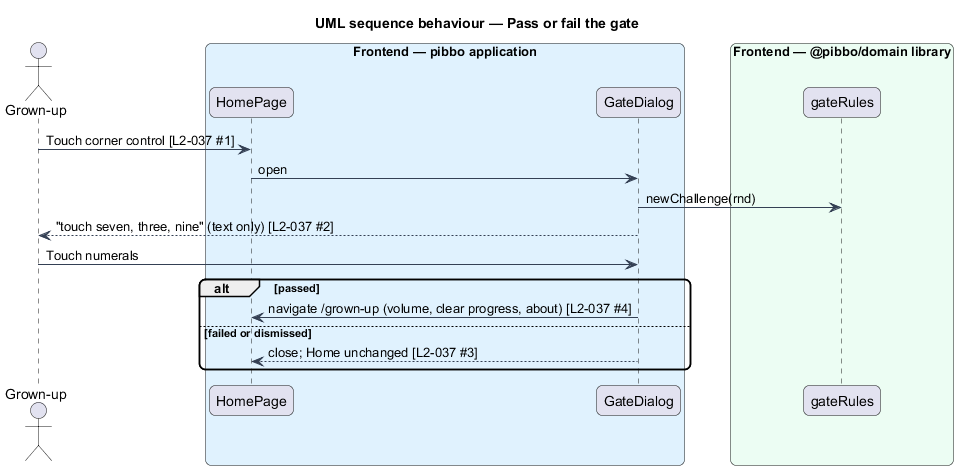 UML sequence behaviour — Pass or fail the gate
Frontend — pibbo application
Frontend — @pibbo/domain library
Grown-up
HomePage
GateDialog
gateRules
Touch corner control [L2-037 #1]
open
newChallenge(rnd)
"touch seven, three, nine" (text only) [L2-037 #2]
Touch numerals
alt
[passed]
navigate /grown-up (volume, clear progress, about) [L2-037 #4]
[failed or dismissed]
close; Home unchanged [L2-037 #3]
Grown-up
HomePage
GateDialog
gateRules